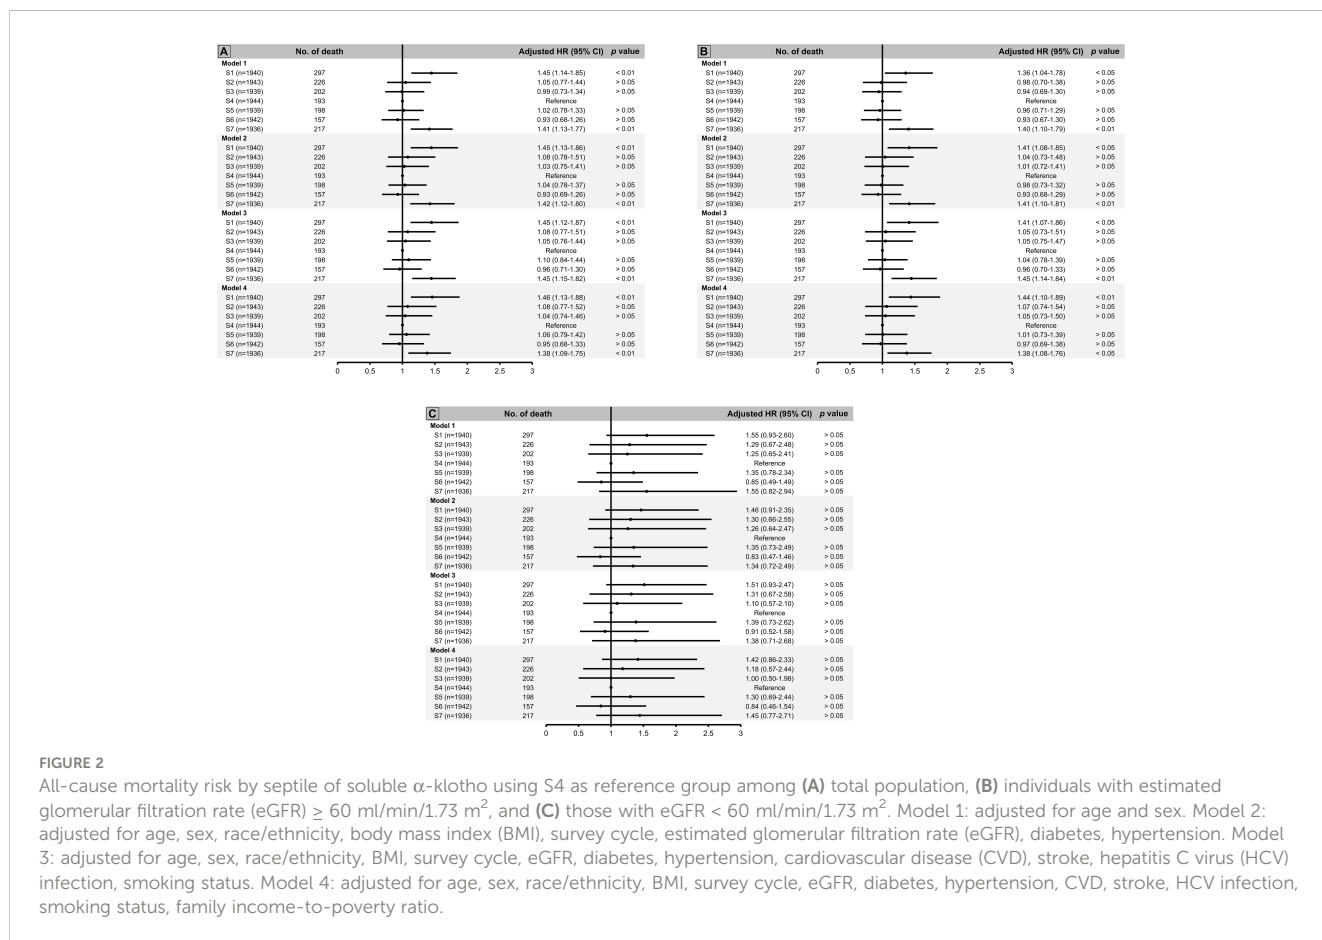 A No. of death Adjusted HR (95% CI) p value
Model 1
S1 (n=1940) 297 1.45 (1.14-1.85) < 0.01
S2 (n=1943) 226 1.05 (0.77-1.44) > 0.05
S3 (n=1939) 202 0.99 (0.73-1.34) > 0.05
S4 (n=1944) 193 Reference
S5 (n=1939) 198 1.02 (0.78-1.33) > 0.05
S6 (n=1942) 157 0.93 (0.68-1.26) > 0.05
S7 (n=1936) 217 1.41 (1.13-1.77) < 0.01
Model 2
S1 (n=1940) 297 1.45 (1.13-1.86) < 0.01
S2 (n=1943) 226 1.08 (0.78-1.51) > 0.05
S3 (n=1939) 202 1.03 (0.75-1.41) > 0.05
S4 (n=1944) 193 Reference
S5 (n=1939) 198 1.04 (0.78-1.37) > 0.05
S6 (n=1942) 157 0.93 (0.69-1.26) > 0.05
S7 (n=1936) 217 1.42 (1.12-1.80) < 0.01
Model 3
S1 (n=1940) 297 1.45 (1.12-1.87) < 0.01
S2 (n=1943) 226 1.08 (0.77-1.51) > 0.05
S3 (n=1939) 202 1.05 (0.76-1.44) > 0.05
S4 (n=1944) 193 Reference
S5 (n=1939) 198 1.10 (0.84-1.44) > 0.05
S6 (n=1942) 157 0.96 (0.71-1.30) > 0.05
S7 (n=1936) 217 1.45 (1.15-1.82) < 0.01
Model 4
S1 (n=1940) 297 1.46 (1.13-1.88) < 0.01
S2 (n=1943) 226 1.08 (0.77-1.52) > 0.05
S3 (n=1939) 202 1.04 (0.74-1.46) > 0.05
S4 (n=1944) 193 Reference
S5 (n=1939) 198 1.06 (0.79-1.42) > 0.05
S6 (n=1942) 157 0.95 (0.68-1.33) > 0.05
S7 (n=1936) 217 1.38 (1.09-1.75) < 0.01
0 0.5 1 1.5 2 2.5 3
B No. of death Adjusted HR (95% CI) p value
Model 1
S1 (n=1940) 297 1.36 (1.04-1.78) < 0.05
S2 (n=1943) 226 0.98 (0.70-1.38) > 0.05
S3 (n=1939) 202 0.94 (0.69-1.30) > 0.05
S4 (n=1944) 193 Reference
S5 (n=1939) 198 0.96 (0.71-1.29) > 0.05
S6 (n=1942) 157 0.93 (0.67-1.30) > 0.05
S7 (n=1936) 217 1.40 (1.10-1.79) < 0.01
Model 2
S1 (n=1940) 297 1.41 (1.08-1.85) < 0.05
S2 (n=1943) 226 1.04 (0.73-1.48) > 0.05
S3 (n=1939) 202 1.01 (0.72-1.41) > 0.05
S4 (n=1944) 193 Reference
S5 (n=1939) 198 0.98 (0.73-1.32) > 0.05
S6 (n=1942) 157 0.93 (0.68-1.29) > 0.05
S7 (n=1936) 217 1.41 (1.10-1.81) < 0.01
Model 3
S1 (n=1940) 297 1.41 (1.07-1.86) < 0.05
S2 (n=1943) 226 1.05 (0.73-1.51) > 0.05
S3 (n=1939) 202 1.05 (0.75-1.47) > 0.05
S4 (n=1944) 193 Reference
S5 (n=1939) 198 1.04 (0.78-1.39) > 0.05
S6 (n=1942) 157 0.96 (0.70-1.33) > 0.05
S7 (n=1936) 217 1.45 (1.14-1.84) < 0.01
Model 4
S1 (n=1940) 297 1.44 (1.10-1.89) < 0.01
S2 (n=1943) 226 1.07 (0.74-1.54) > 0.05
S3 (n=1939) 202 1.05 (0.73-1.50) > 0.05
S4 (n=1944) 193 Reference
S5 (n=1939) 198 1.01 (0.73-1.39) > 0.05
S6 (n=1942) 157 0.97 (0.69-1.38) > 0.05
S7 (n=1936) 217 1.38 (1.08-1.76) < 0.05
0 0.5 1 1.5 2 2.5 3
C No. of death Adjusted HR (95% CI) p value
Model 1
S1 (n=1940) 297 1.55 (0.93-2.60) > 0.05
S2 (n=1943) 226 1.29 (0.67-2.48) > 0.05
S3 (n=1939) 202 1.25 (0.65-2.41) > 0.05
S4 (n=1944) 193 Reference
S5 (n=1939) 198 1.35 (0.78-2.34) > 0.05
S6 (n=1942) 157 0.85 (0.49-1.49) > 0.05
S7 (n=1936) 217 1.55 (0.82-2.94) > 0.05
Model 2
S1 (n=1940) 297 1.46 (0.91-2.35) > 0.05
S2 (n=1943) 226 1.30 (0.66-2.55) > 0.05
S3 (n=1939) 202 1.26 (0.64-2.47) > 0.05
S4 (n=1944) 193 Reference
S5 (n=1939) 198 1.35 (0.73-2.49) > 0.05
S6 (n=1942) 157 0.83 (0.47-1.46) > 0.05
S7 (n=1936) 217 1.34 (0.72-2.49) > 0.05
Model 3
S1 (n=1940) 297 1.51 (0.93-2.47) > 0.05
S2 (n=1943) 226 1.31 (0.67-2.58) > 0.05
S3 (n=1939) 202 1.10 (0.57-2.10) > 0.05
S4 (n=1944) 193 Reference
S5 (n=1939) 198 1.39 (0.73-2.62) > 0.05
S6 (n=1942) 157 0.91 (0.52-1.58) > 0.05
S7 (n=1936) 217 1.38 (0.71-2.68) > 0.05
Model 4
S1 (n=1940) 297 1.42 (0.86-2.33) > 0.05
S2 (n=1943) 226 1.18 (0.57-2.44) > 0.05
S3 (n=1939) 202 1.00 (0.50-1.98) > 0.05
S4 (n=1944) 193 Reference
S5 (n=1939) 198 1.30 (0.69-2.44) > 0.05
S6 (n=1942) 157 0.84 (0.46-1.54) > 0.05
S7 (n=1936) 217 1.45 (0.77-2.71) > 0.05
0 0.5 1 1.5 2 2.5 3
FIGURE 2
All-cause mortality risk by septile of soluble α-klotho using S4 as reference group among (A) total population, (B) individuals with estimated
glomerular filtration rate (eGFR) ≥ 60 ml/min/1.73 m², and (C) those with eGFR < 60 ml/min/1.73 m². Model 1: adjusted for age and sex. Model 2:
adjusted for age, sex, race/ethnicity, body mass index (BMI), survey cycle, estimated glomerular filtration rate (eGFR), diabetes, hypertension. Model
3: adjusted for age, sex, race/ethnicity, BMI, survey cycle, eGFR, diabetes, hypertension, cardiovascular disease (CVD), stroke, hepatitis C virus (HCV)
infection, smoking status. Model 4: adjusted for age, sex, race/ethnicity, BMI, survey cycle, eGFR, diabetes, hypertension, CVD, stroke, HCV infection,
smoking status, family income-to-poverty ratio.